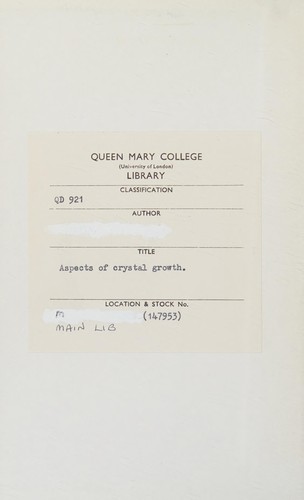 QUEEN MARY COLLEGE
(University of London)
LIBRARY
CLASSIFICATION
QD 921
AUTHOR
TITLE
Aspects of crystal growth.
LOCATION & STOCK No.
M (147953)
MAIN LIB